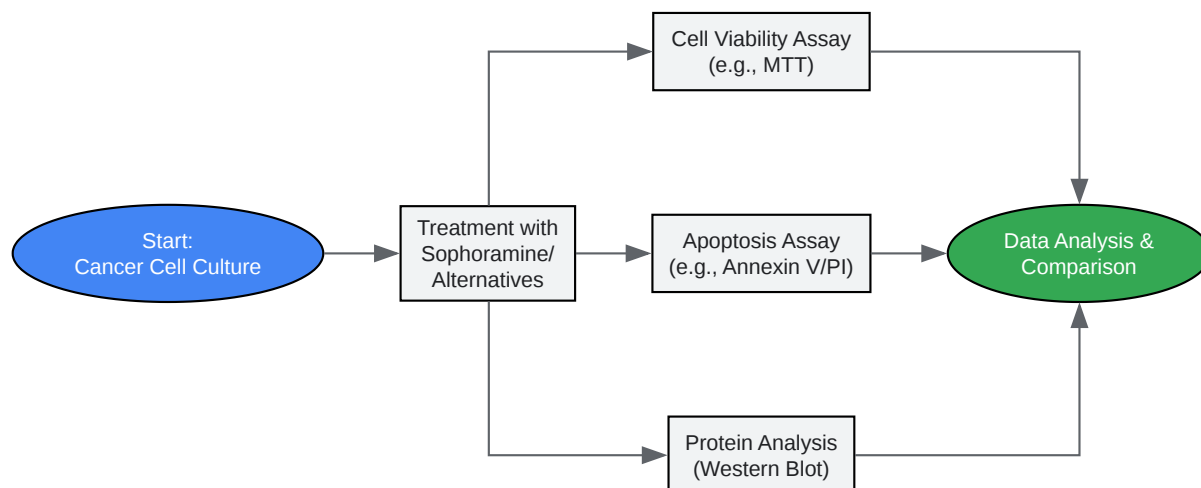 Start:
Cancer Cell Culture
Treatment with
Sophoramine/
Alternatives
Cell Viability Assay
(e.g., MTT)
Apoptosis Assay
(e.g., Annexin V/PI)
Protein Analysis
(Western Blot)
Data Analysis &
Comparison